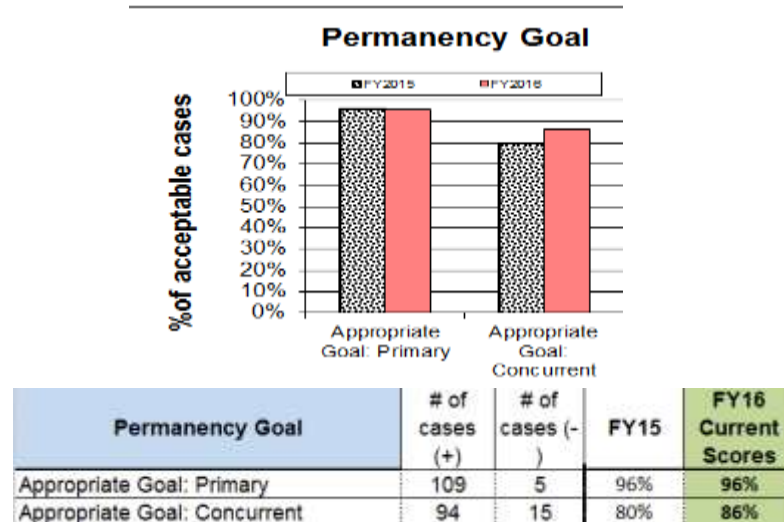 Permanency Goal
FY2015 FY2016
%of acceptable cases
100%
90%
80%
70%
60%
50%
40%
30%
20%
10%
0%
Appropriate
Goal: Primary
Appropriate
Goal:
Concurrent
Permanency Goal
# of
cases
(+)
# of
cases (-
)
FY15
FY16
Current
Scores
Appropriate Goal: Primary 109 5 96% 96%
Appropriate Goal: Concurrent 94 15 80% 86%